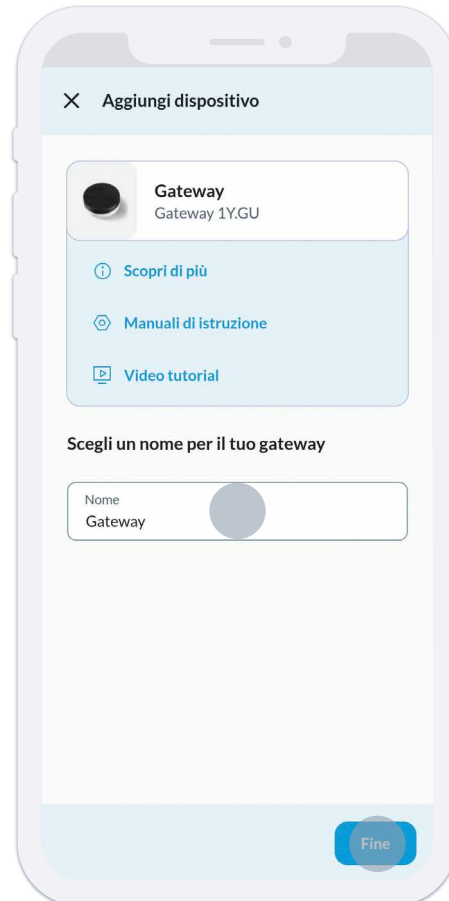 Aggiungi dispositivo
Gateway
Gateway 1Y.GU
Scopri di più
Manuali di istruzione
Video tutorial
Scegli un nome per il tuo gateway
Nome
Gateway
Fine